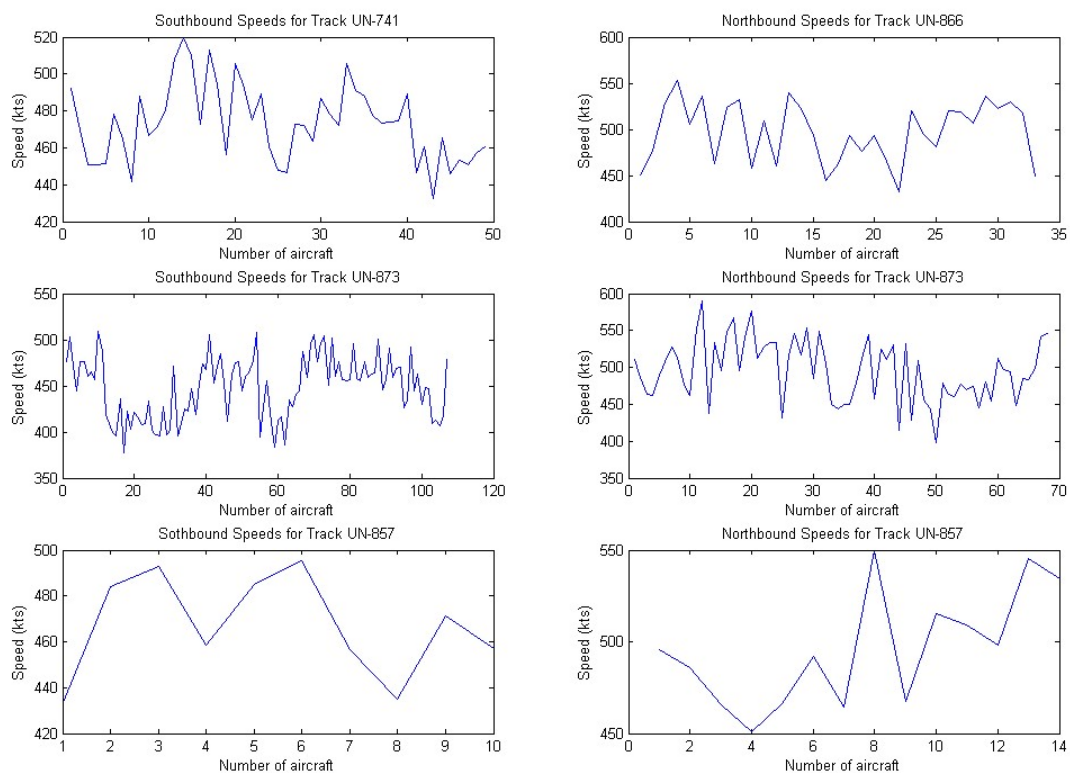 Southbound Speeds for Track UN-741
520
500
480
460
440
420
Speed (kts)
0 10 20 30 40 50
Number of aircraft
Northbound Speeds for Track UN-866
600
550
500
450
400
Speed (kts)
0 5 10 15 20 25 30 35
Number of aircraft
Southbound Speeds for Track UN-873
550
500
450
400
350
Speed (kts)
0 20 40 60 80 100 120
Number of aircraft
Northbound Speeds for Track UN-873
600
550
500
450
400
350
Speed (kts)
0 10 20 30 40 50 60 70
Number of aircraft
Sothbound Speeds for Track UN-857
500
480
460
440
420
Speed (kts)
1 2 3 4 5 6 7 8 9 10
Number of aircraft
Northbound Speeds for Track UN-857
550
500
450
Speed (kts)
0 2 4 6 8 10 12 14
Number of aircraft